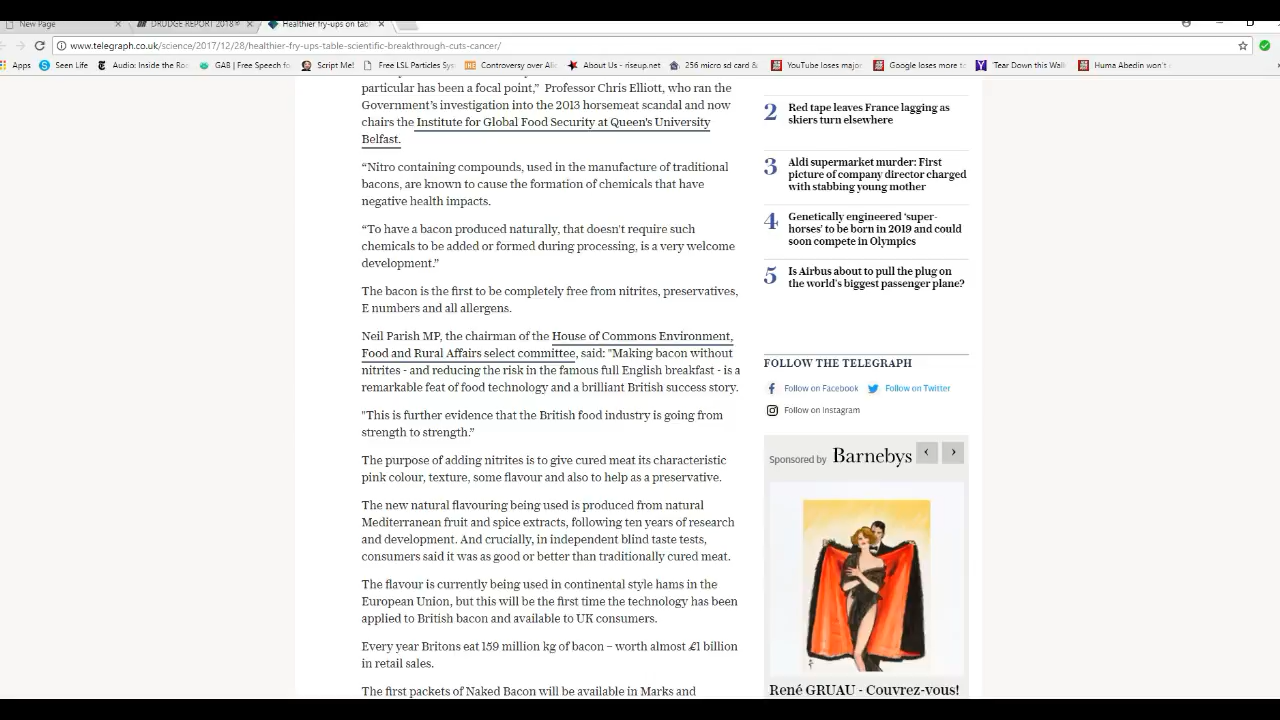 New Page
DRUDGE REPORT 2018®
Healthier fry-ups on tab
www.telegraph.co.uk/science/2017/12/28/healthier-fry-ups-table-scientific-breakthrough-cuts-cancer/
Apps
Seen Life
Audio: Inside the Ro
GAB | Free Speech fo
Script Me!
Free LSL Particles Sys
Controversy over Ali
About Us - riseup.net
256 micro sd card &
YouTube loses major
Google loses more t
Tear Down this Wall
Huma Abedin won't
particular has been a focal point,” Professor Chris Elliott, who ran the
Government's investigation into the 2013 horsemeat scandal and now
chairs the Institute for Global Food Security at Queen's University
Belfast.
“Nitro containing compounds, used in the manufacture of traditional
bacons, are known to cause the formation of chemicals that have
negative health impacts.
“To have a bacon produced naturally, that doesn't require such
chemicals to be added or formed during processing, is a very welcome
development.”
The bacon is the first to be completely free from nitrites, preservatives,
E numbers and all allergens.
Neil Parish MP, the chairman of the House of Commons Environment,
Food and Rural Affairs select committee, said: "Making bacon without
nitrites - and reducing the risk in the famous full English breakfast - is a
remarkable feat of food technology and a brilliant British success story.
"This is further evidence that the British food industry is going from
strength to strength.”
The purpose of adding nitrites is to give cured meat its characteristic
pink colour, texture, some flavour and also to help as a preservative.
The new natural flavouring being used is produced from natural
Mediterranean fruit and spice extracts, following ten years of research
and development. And crucially, in independent blind taste tests,
consumers said it was as good or better than traditionally cured meat.
The flavour is currently being used in continental style hams in the
European Union, but this will be the first time the technology has been
applied to British bacon and available to UK consumers.
Every year Britons eat 159 million kg of bacon – worth almost £1 billion
in retail sales.
The first packets of Naked Bacon will be available in Marks and
2
Red tape leaves France lagging as
skiers turn elsewhere
3
Aldi supermarket murder: First
picture of company director charged
with stabbing young mother
4
Genetically engineered ‘super-
horses’ to be born in 2019 and could
soon compete in Olympics
5
Is Airbus about to pull the plug on
the world's biggest passenger plane?
FOLLOW THE TELEGRAPH
Follow on Facebook
Follow on Twitter
Follow on Instagram
Sponsored by Barnebys
René GRUAU - Couvrez-vous!